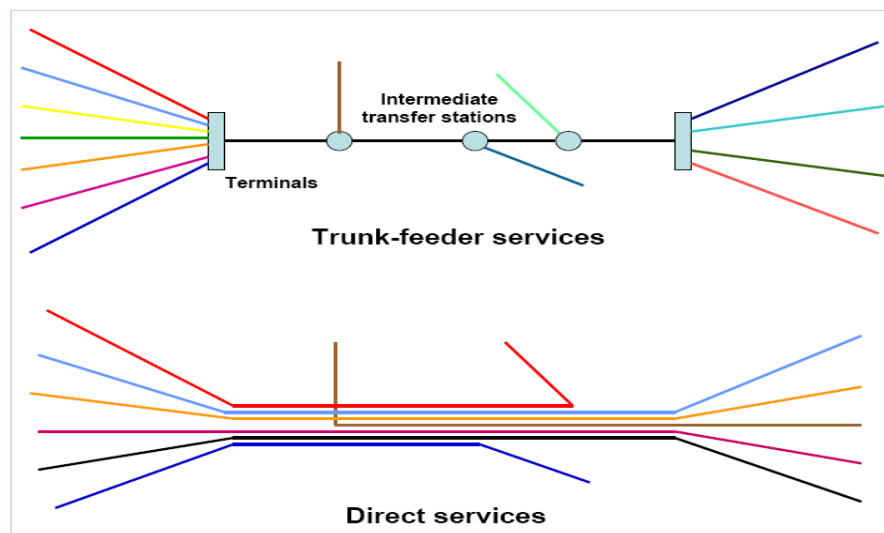 Intermediate
transfer stations
Terminals
Trunk-feeder services
Direct services